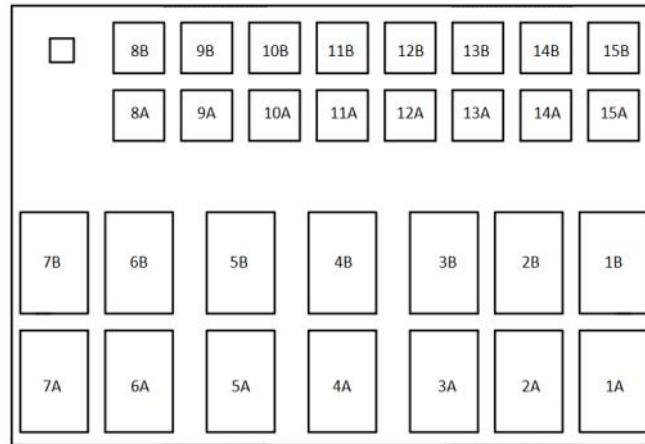 8B 9B 10B 11B 12B 13B 14B 15B
8A 9A 10A 11A 12A 13A 14A 15A
7B 6B 5B 4B 3B 2B 1B
7A 6A 5A 4A 3A 2A 1A